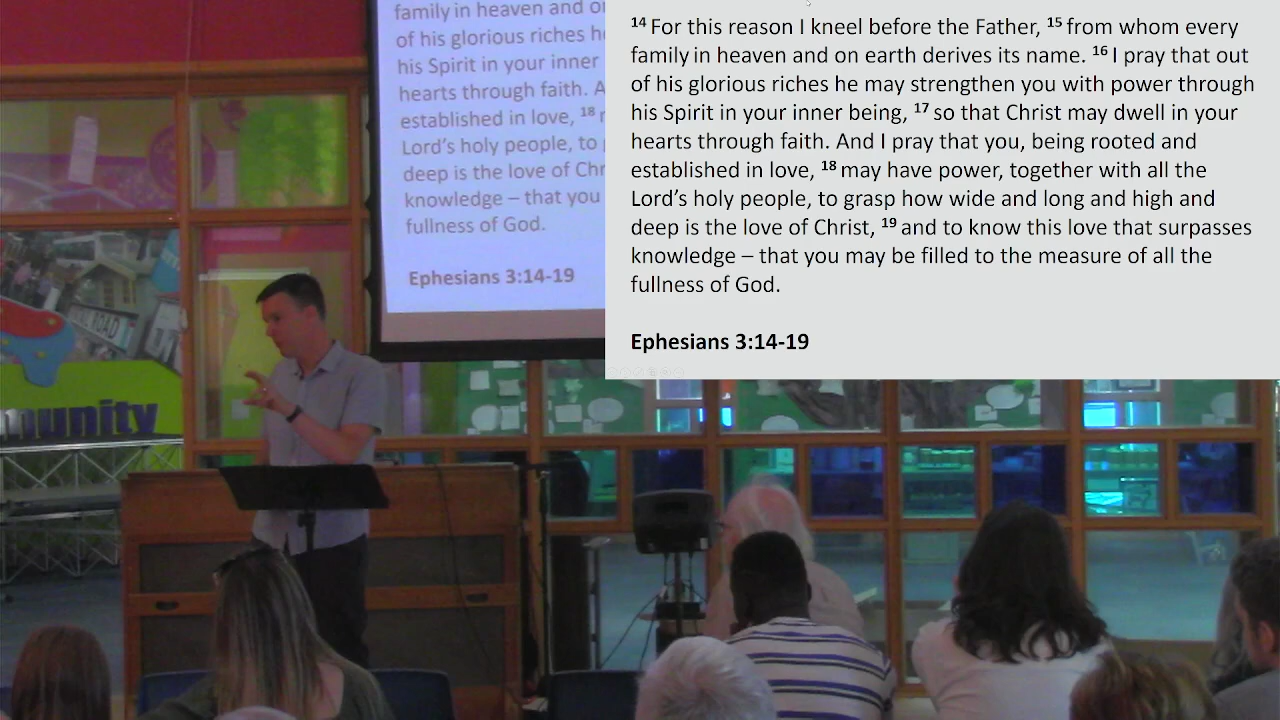 family in heaven and o
of his glorious riches h
his Spirit in your inner
hearts through faith. A
established in love, 18 r
Lord's holy people, to
deep is the love of Chr
knowledge – that you
fullness of God.
Ephesians 3:14-19
14 For this reason I kneel before the Father, 15 from whom every
family in heaven and on earth derives its name. 16 I pray that out
of his glorious riches he may strengthen you with power through
his Spirit in your inner being, 17 so that Christ may dwell in your
hearts through faith. And I pray that you, being rooted and
established in love, 18 may have power, together with all the
Lord's holy people, to grasp how wide and long and high and
deep is the love of Christ, 19 and to know this love that surpasses
knowledge – that you may be filled to the measure of all the
fullness of God.
Ephesians 3:14-19
ROAD
munity